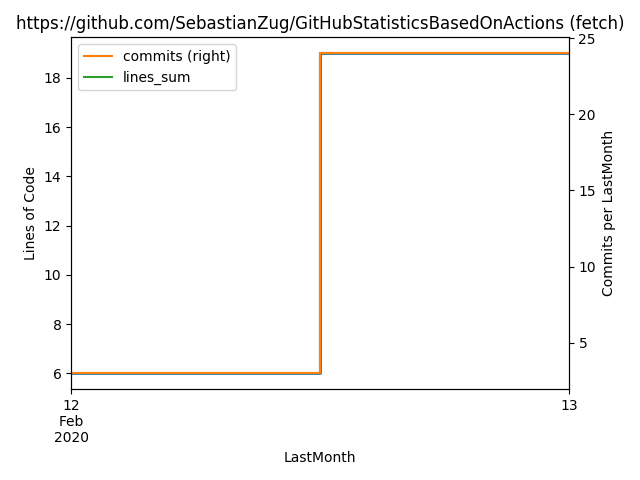 https://github.com/SebastianZug/GitHubStatisticsBasedOnActions (fetch)
commits (right)
lines_sum
Lines of Code
18
16
14
12
10
8
6
25
20
15
10
5
Commits per LastMonth
12
Feb
2020
13
LastMonth